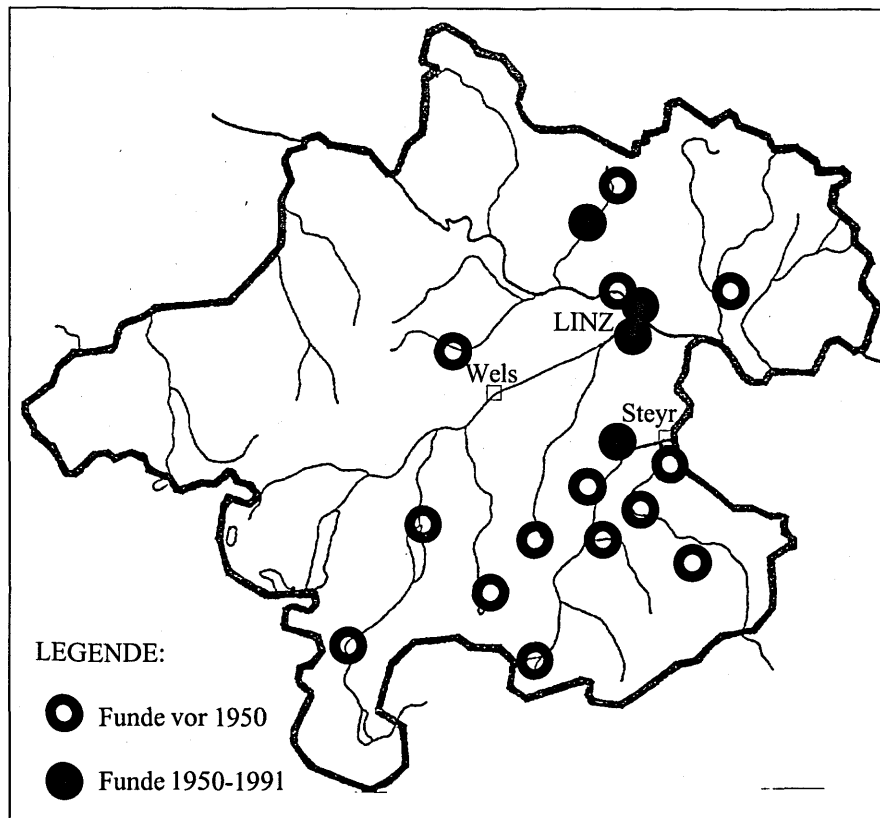 LINZ
Wels
Steyr
LEGENDE:
Funde vor 1950
Funde 1950-1991